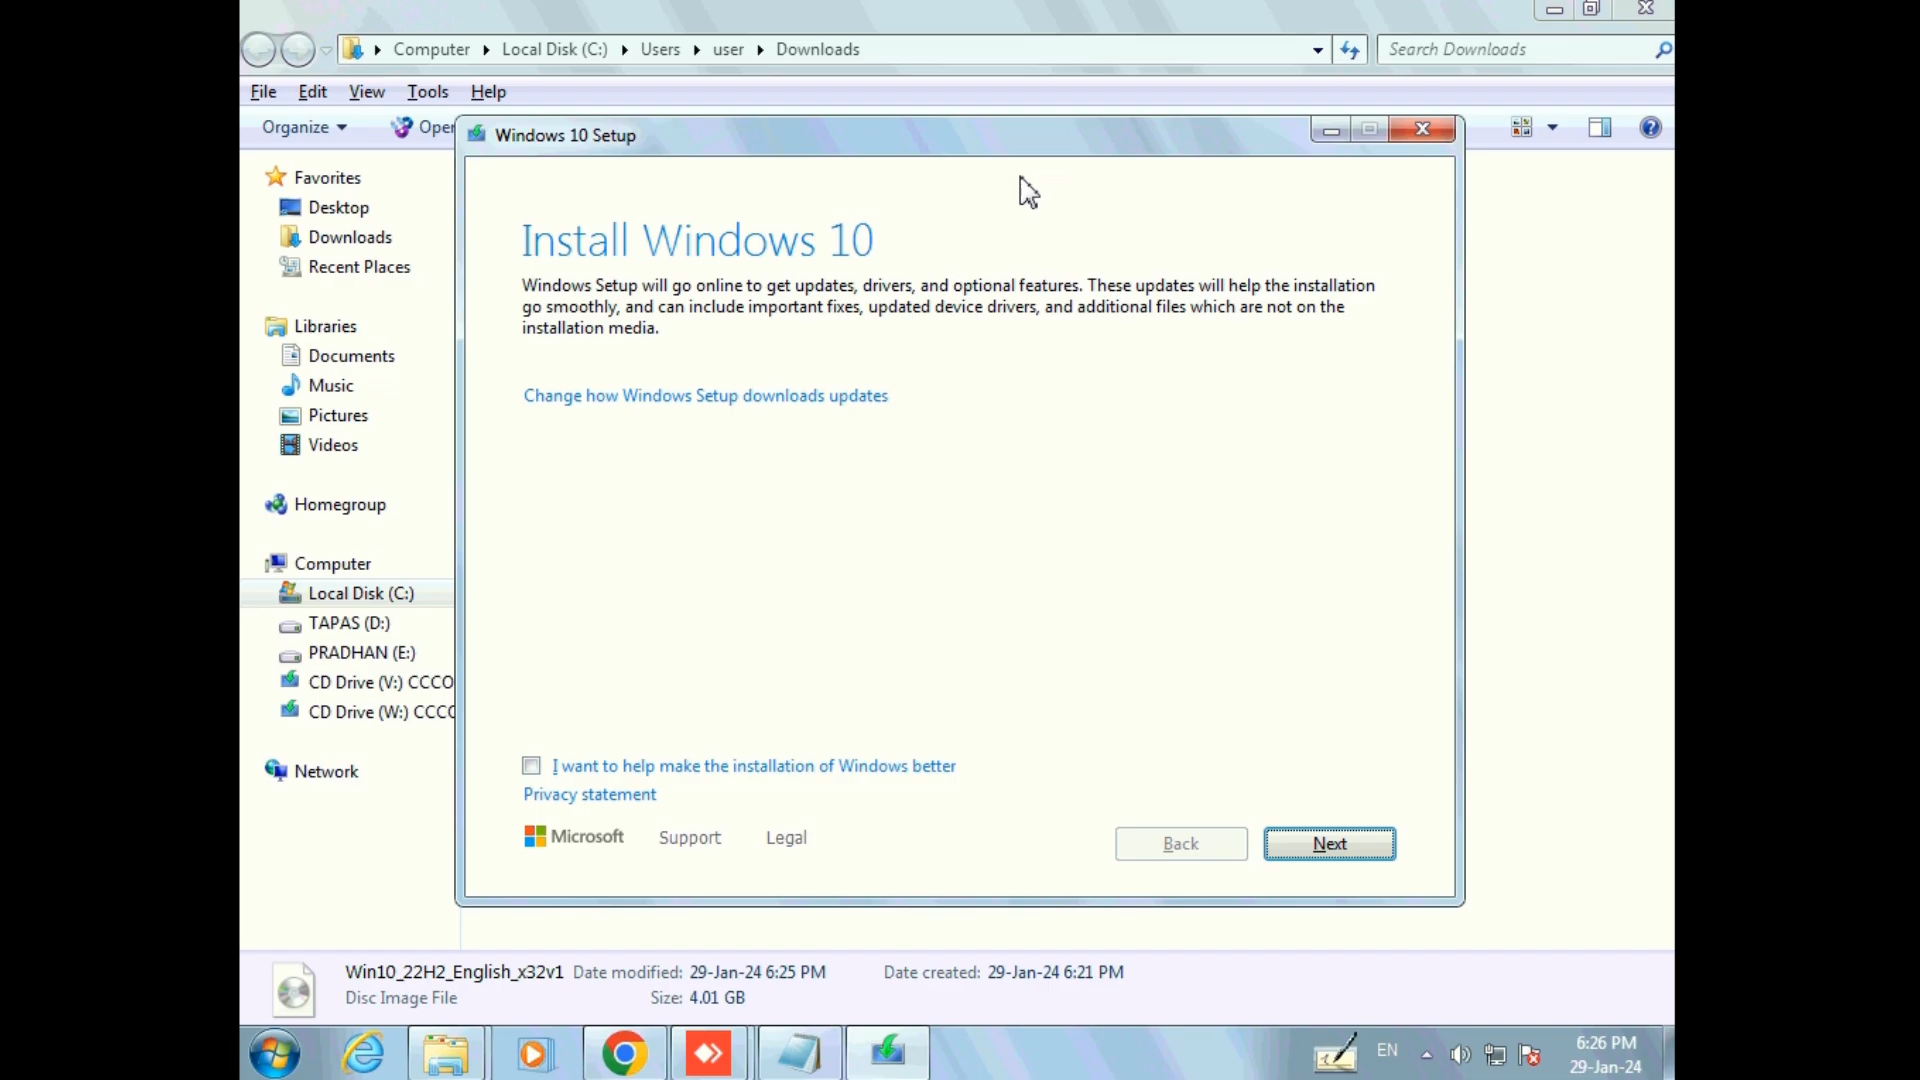 Computer
Local Disk (C:)
Users
user
Downloads
Search Downloads
File
Edit
View
Tools
Help
Organize
Open
Windows 10 Setup
Favorites
Desktop
Downloads
Recent Places
Libraries
Documents
Music
Pictures
Videos
Homegroup
Computer
Local Disk (C:)
TAPAS (D:)
PRADHAN (E:)
CD Drive (V:) CCCO
CD Drive (W:) CCCO
Network
Install Windows 10
Windows Setup will go online to get updates, drivers, and optional features. These updates will help the installation
go smoothly, and can include important fixes, updated device drivers, and additional files which are not on the
installation media.
Change how Windows Setup downloads updates
I want to help make the installation of Windows better
Privacy statement
Microsoft
Support
Legal
Back
Next
Win10_22H2_English_x32v1
Date modified: 29-Jan-24 6:25 PM
Date created: 29-Jan-24 6:21 PM
Disc Image File
Size: 4.01 GB
EN
6:26 PM
29-Jan-24